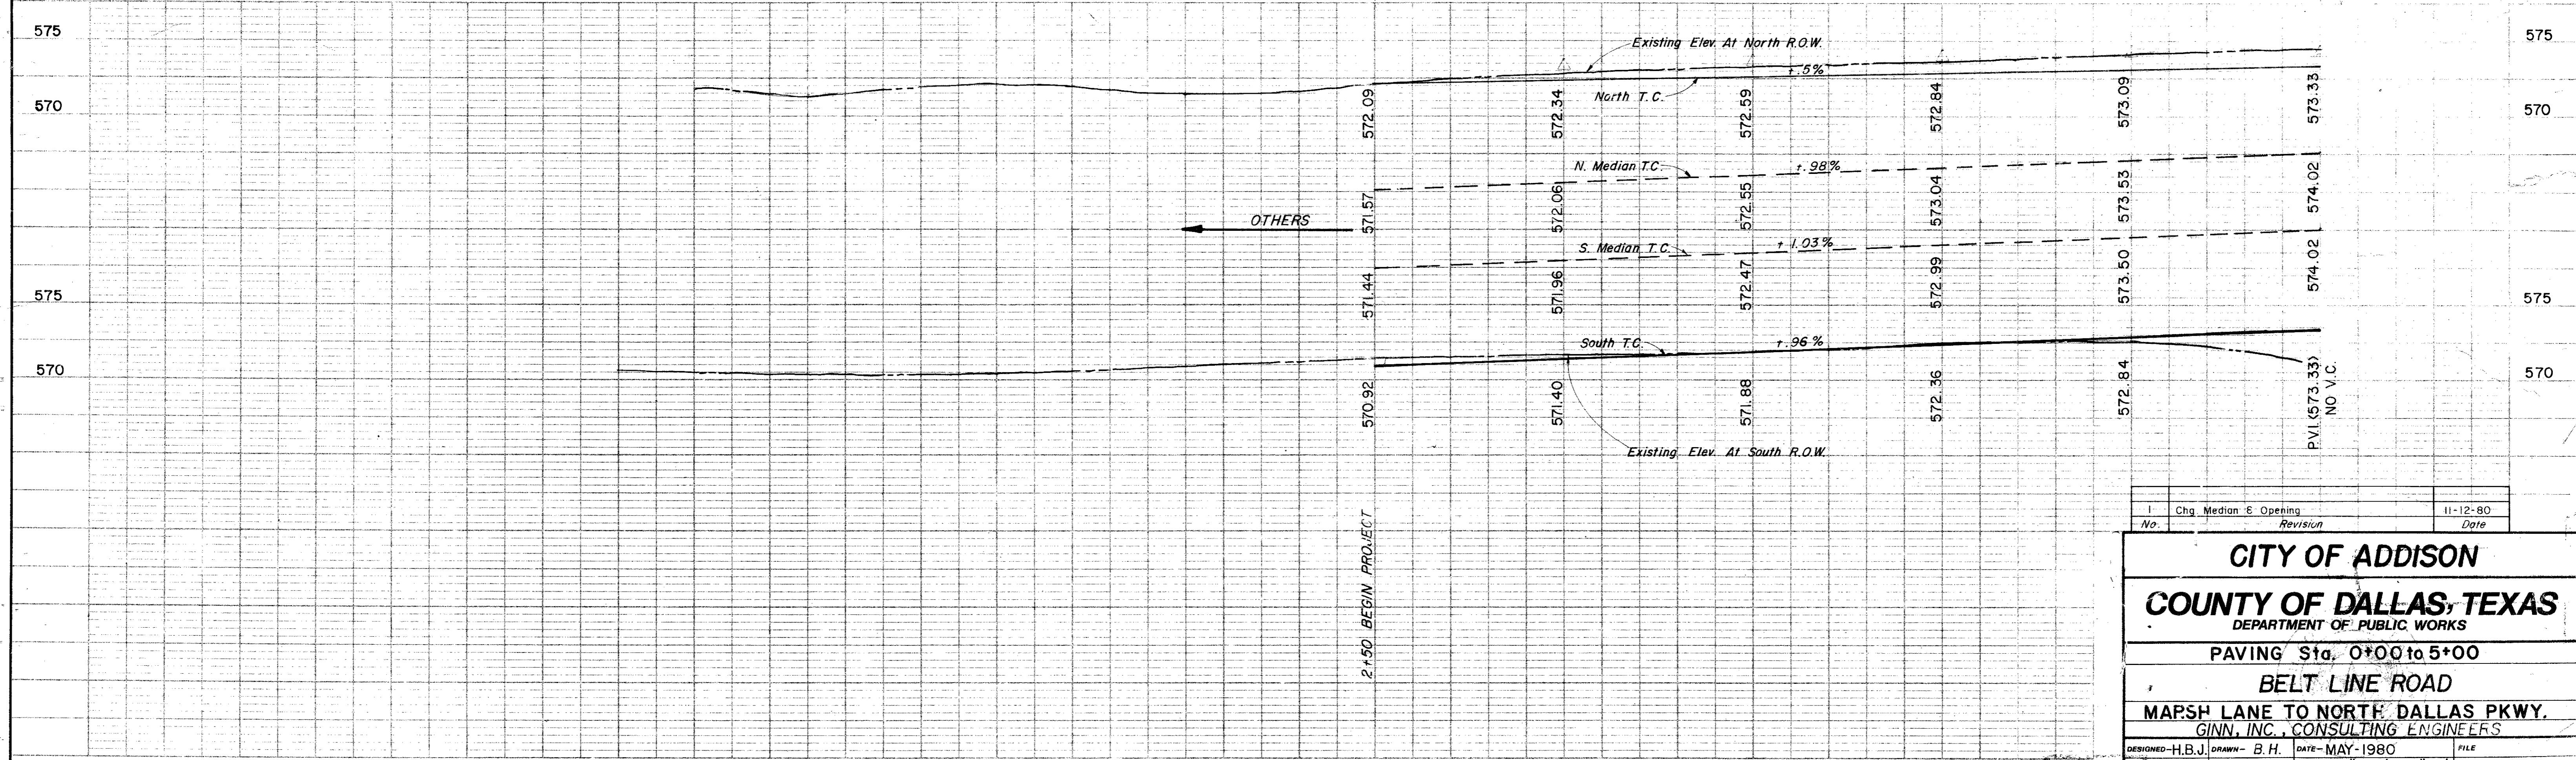 575
575
Existing Elev. At North R.O.W.
+.5%
570
North T.C.
570
572.09
572.34
572.59
572.84
573.09
573.33
N. Median T.C.
+.98%
571.57
572.06
572.55
573.04
573.53
574.02
OTHERS
S. Median T.C.
+1.03%
571.44
571.96
572.47
572.99
573.50
574.02
575
575
South T.C.
+.96%
570
570
570.92
571.40
571.88
572.36
572.84
P.V.I. (573.33)
NO V.C.
Existing Elev. At South R.O.W.
2+50 BEGIN PROJECT
1 Chg. Median & Opening 11-12-80
No. Revision Date
CITY OF ADDISON
COUNTY OF DALLAS, TEXAS
DEPARTMENT OF PUBLIC WORKS
PAVING Sta. 0+00 to 5+00
BELT LINE ROAD
MARSH LANE TO NORTH DALLAS PKWY.
GINN, INC., CONSULTING ENGINEERS
DESIGNED-H.B.J. DRAWN- B.H. DATE-MAY-1980 FILE